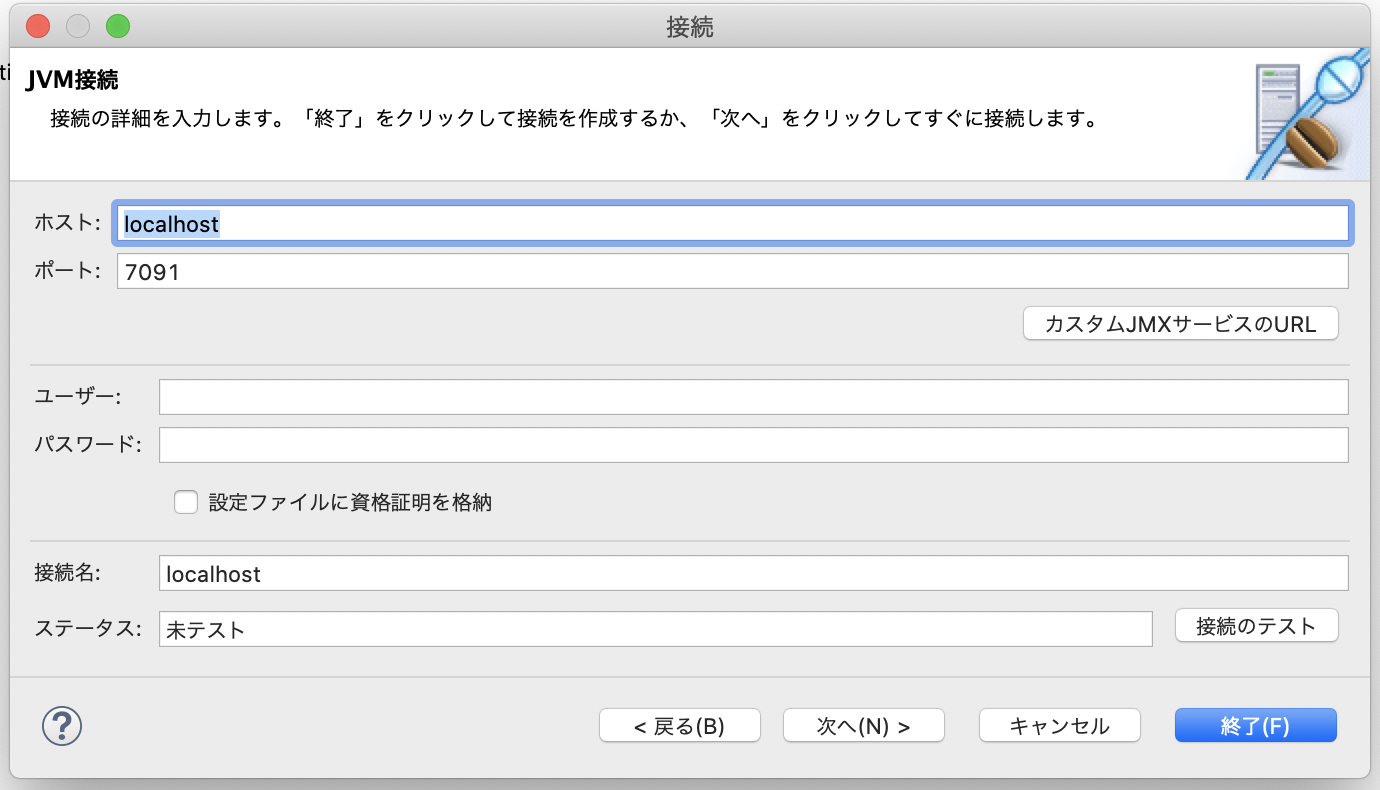 接続
ti
JVM接続
接続の詳細を入力します。「終了」をクリックして接続を作成するか、「次へ」をクリックしてすぐに接続します。
ホスト: localhost
ポート: 7091
カスタムJMXサービスのURL
ユーザー:
パスワード:
設定ファイルに資格証明を格納
接続名: localhost
ステータス: 未テスト 接続のテスト
? < 戻る(B) 次へ(N) > キャンセル 終了(F)